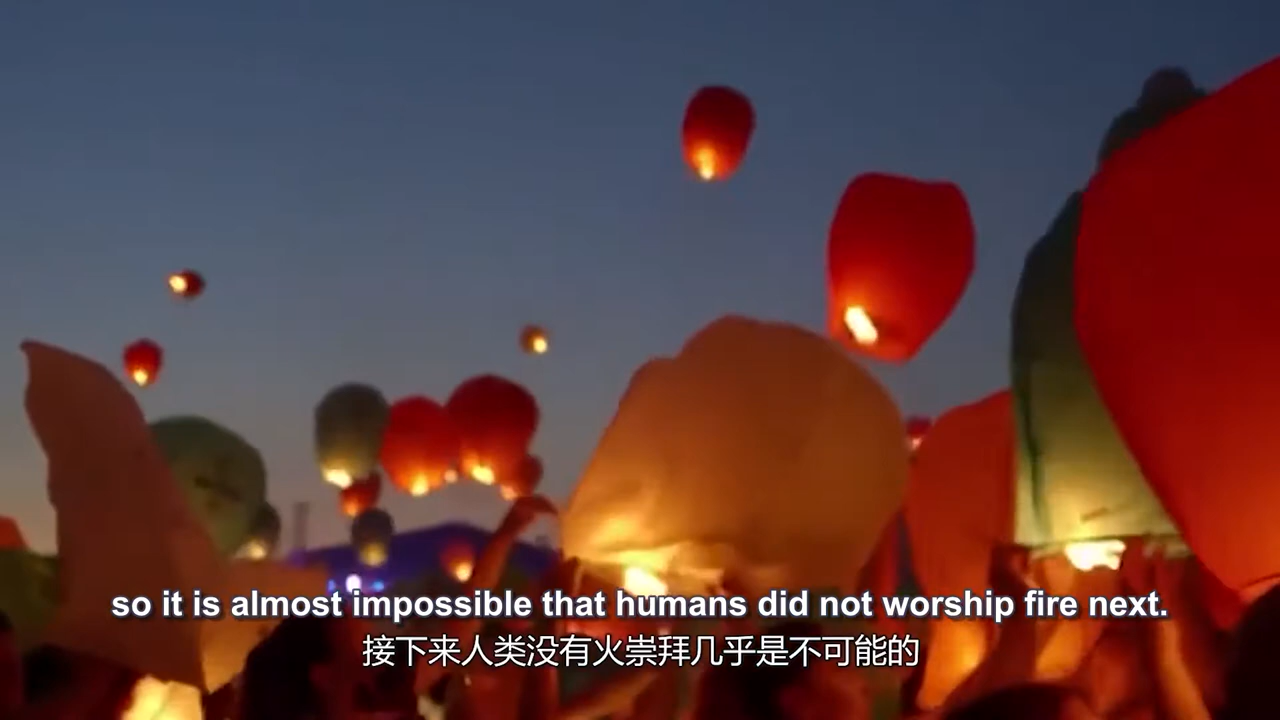 so it is almost impossible that humans did not worship fire next.
接下来人类没有火崇拜几乎是不可能的